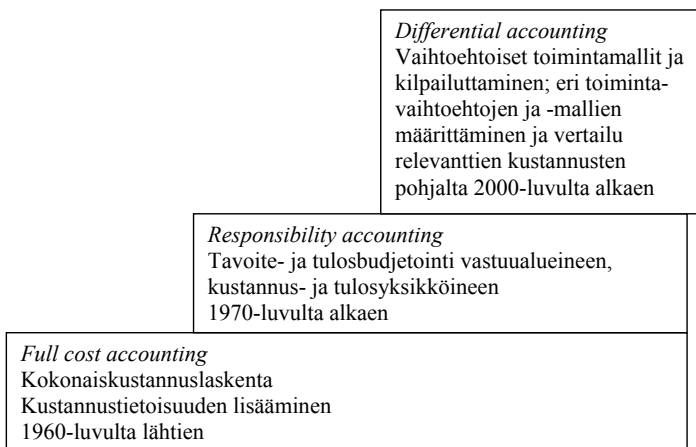 Differential accounting
Vaihtoehtoiset toimintamallit ja
kilpailuttaminen; eri toiminta-
vaihtoehtojen ja -mallien
määrittäminen ja vertailu
relevanttien kustannusten
pohjalta 2000-luvulta alkaen
Responsibility accounting
Tavoite- ja tulosbudjetointi vastuualueineen,
kustannus- ja tulosyksikköineen
1970-luvulta alkaen
Full cost accounting
Kokonaiskustannuslaskenta
Kustannustietoisuuden lisääminen
1960-luvulta lähtien